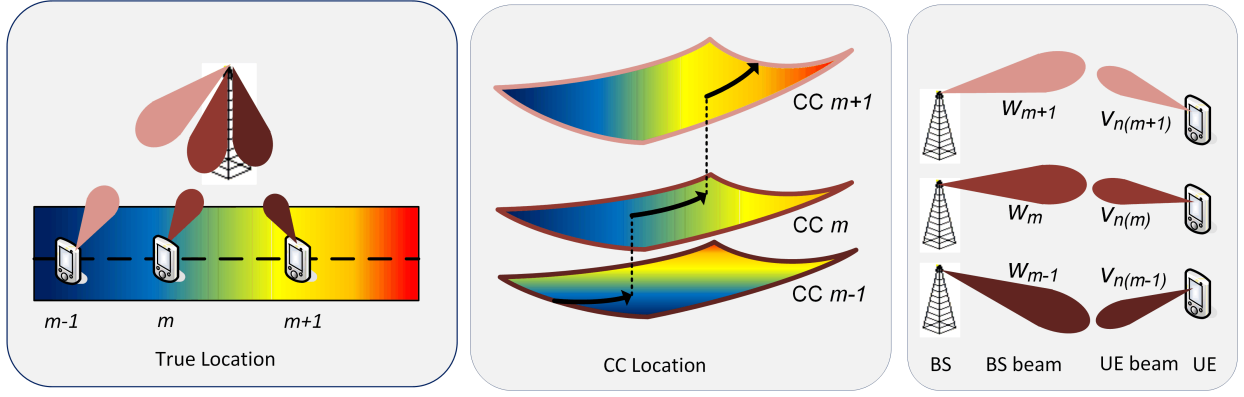 m-1 m m+1
True Location
CC m+1
CC m
CC m-1
CC Location
Wm+1 Vn(m+1)
Wm Vn(m)
Wm-1 Vn(m-1)
BS BS beam UE beam UE